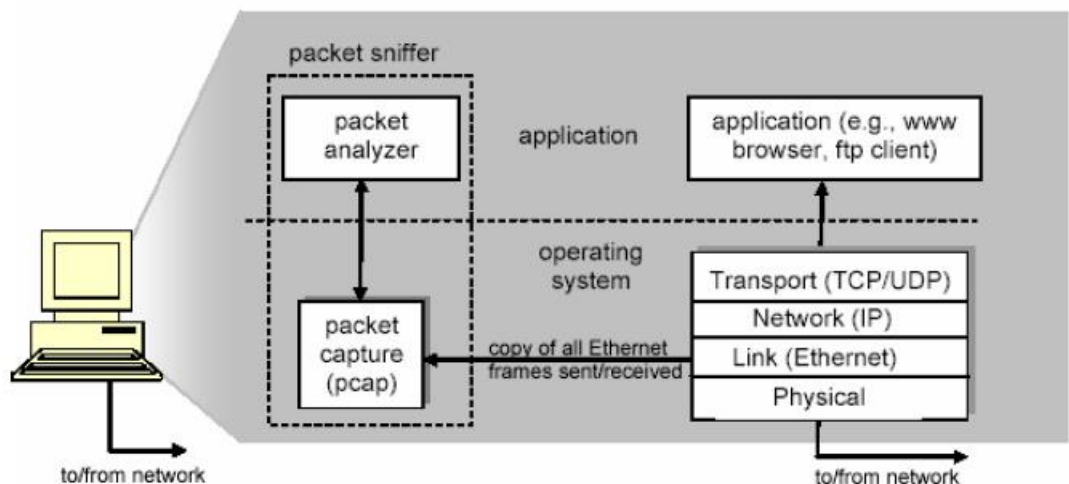 packet sniffer
packet
analyzer
application
application (e.g., www
browser, ftp client)
operating
system
packet
capture
(pcap)
copy of all Ethernet
frames sent/received
Transport (TCP/UDP)
Network (IP)
Link (Ethernet)
Physical
to/from network
to/from network